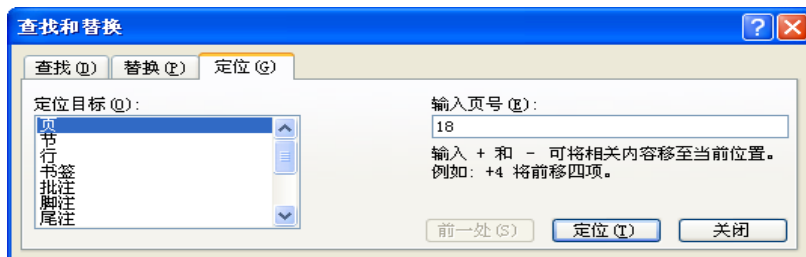 查找和替换
查找(D) 替换(P) 定位(G)
定位目标(O):
页
节
行
书签
批注
脚注
尾注
输入页号(E):
18
输入 + 和 - 可将相关内容移至当前位置。
例如: +4 将前移四项。
前一处(S) 定位(T) 关闭